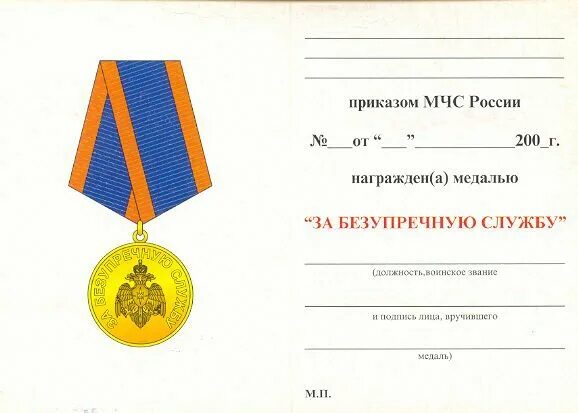 ЗА БЕЗУПРЕЧНУЮ СЛУЖБУ
приказом МЧС России
№___от “___”______________200_г.
награжден(а) медалью
“ЗА БЕЗУПРЕЧНУЮ СЛУЖБУ”
(должность,воинское звание
и подпись лица, вручившего
медаль)
М.П.